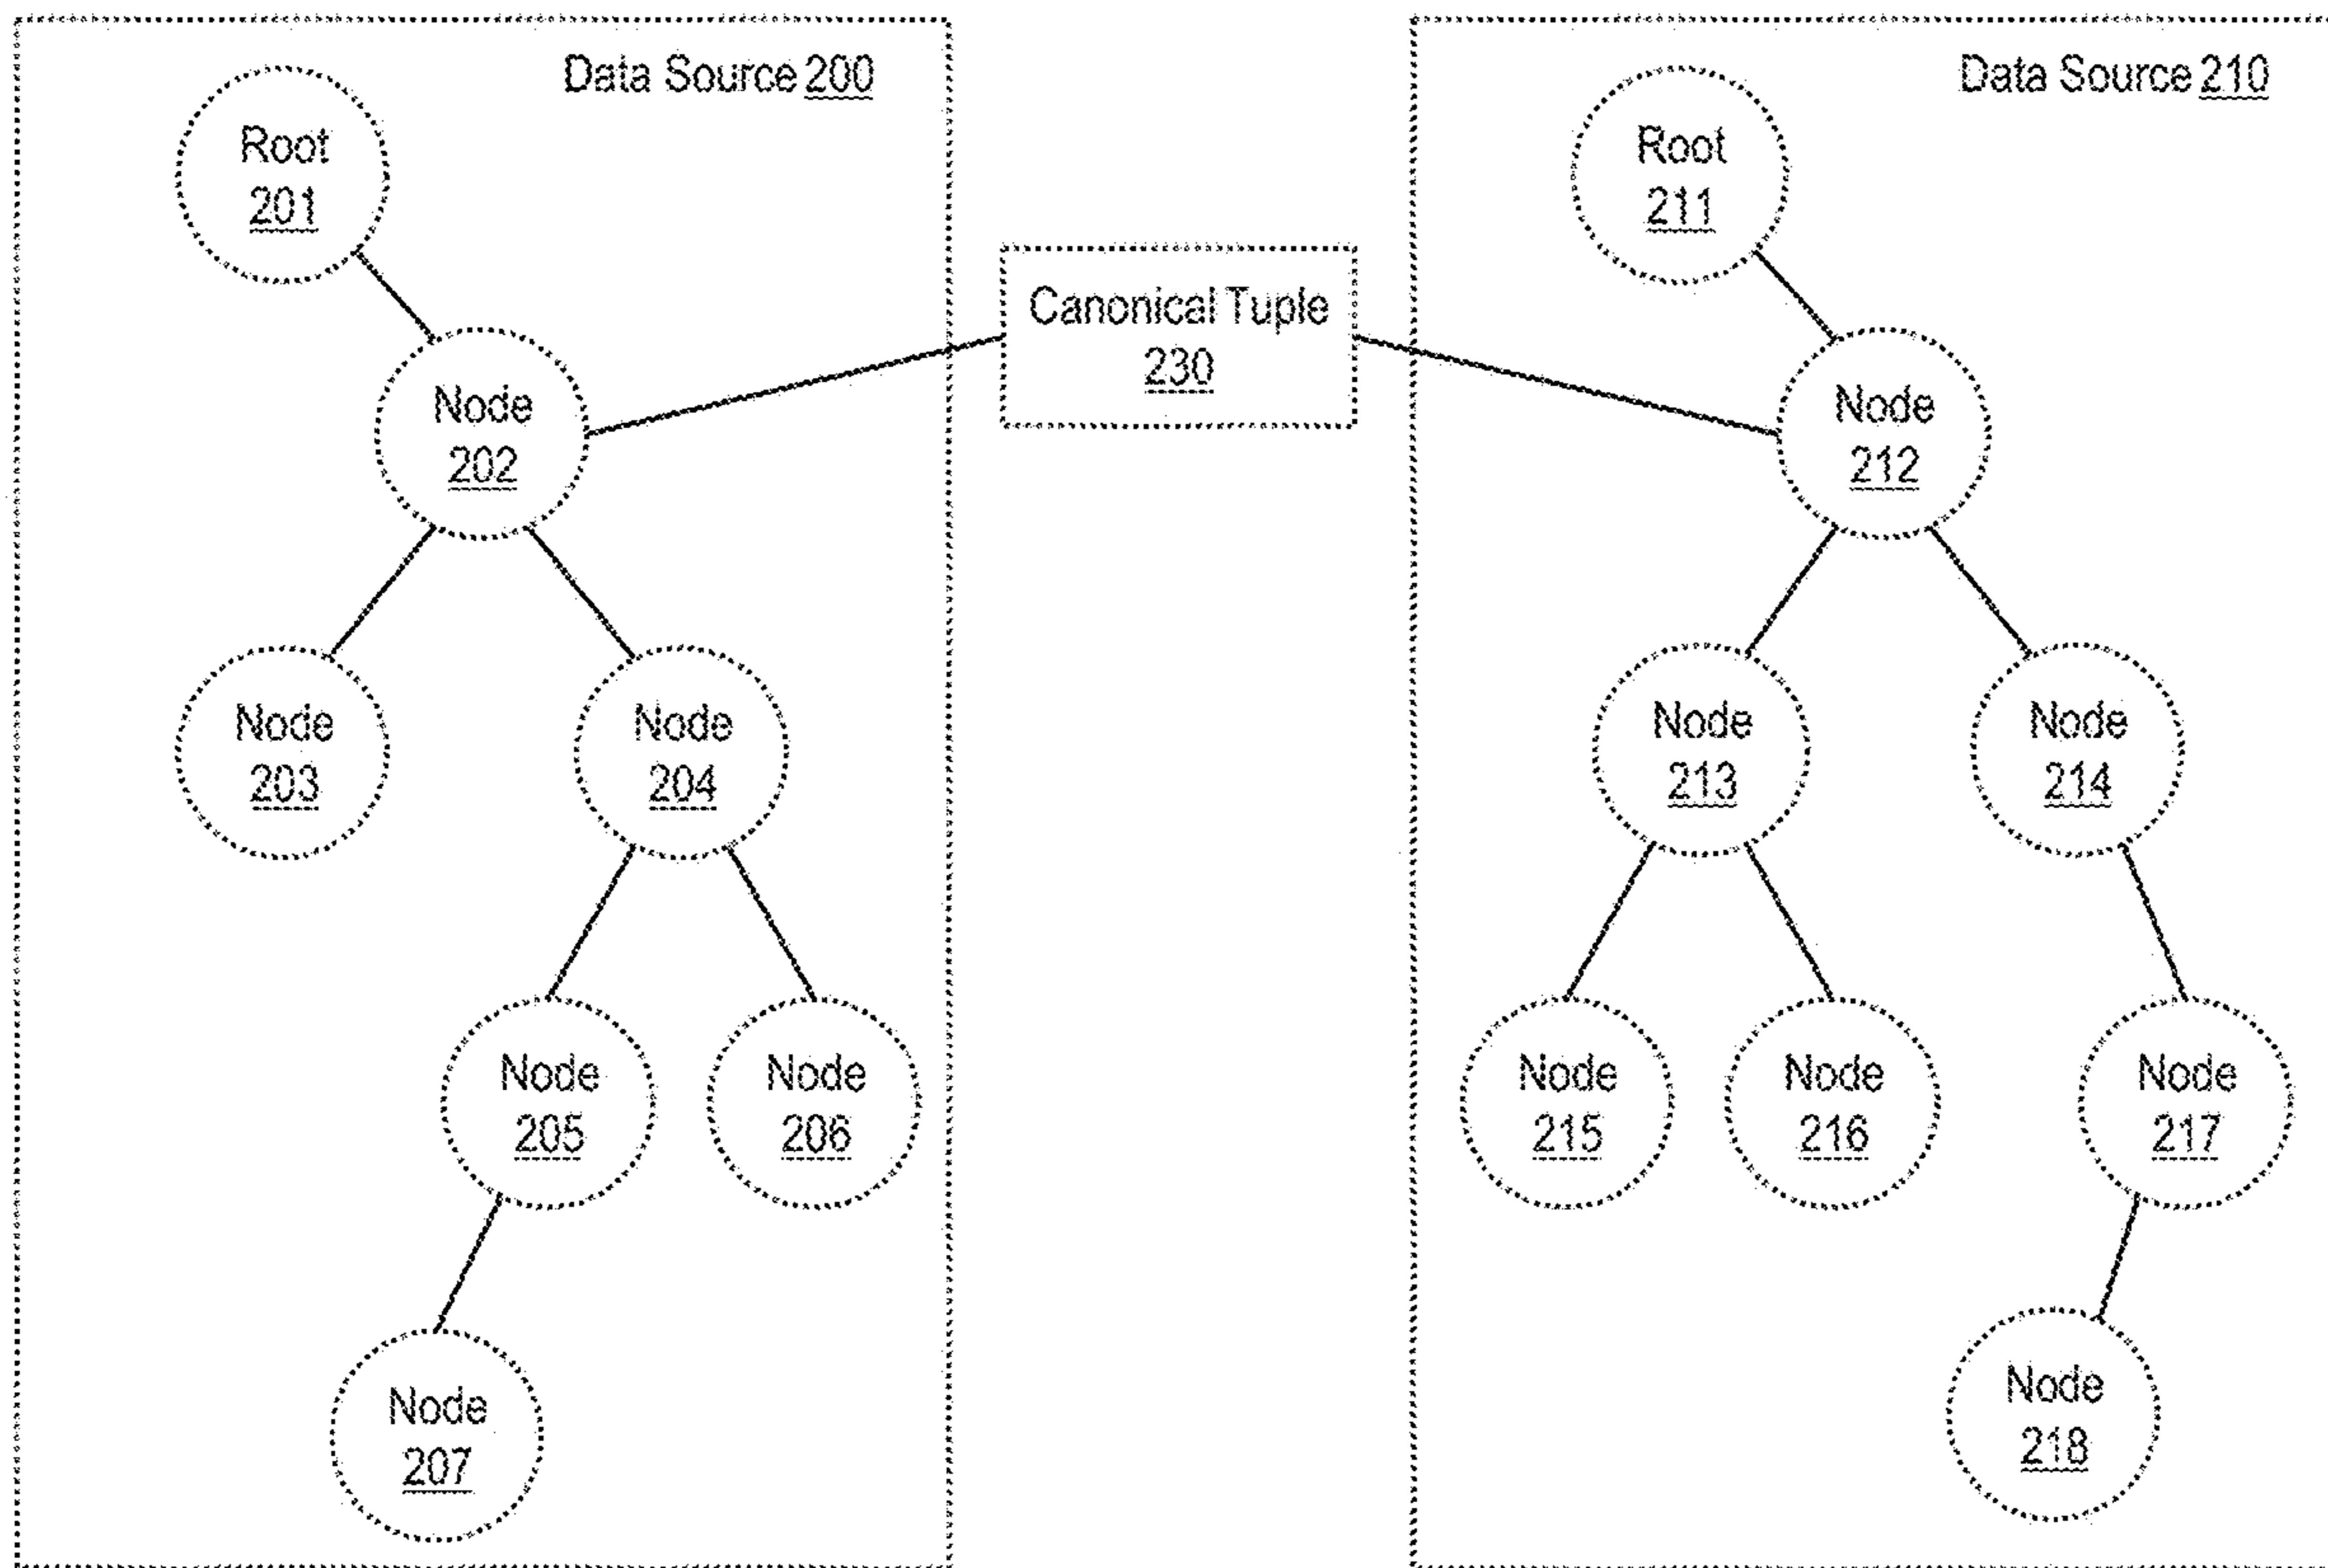 Data Source 200
Root
201
Node
202
Node
203
Node
204
Node
205
Node
206
Node
207
Canonical Tuple
230
Data Source 210
Root
211
Node
212
Node
213
Node
214
Node
215
Node
216
Node
217
Node
218